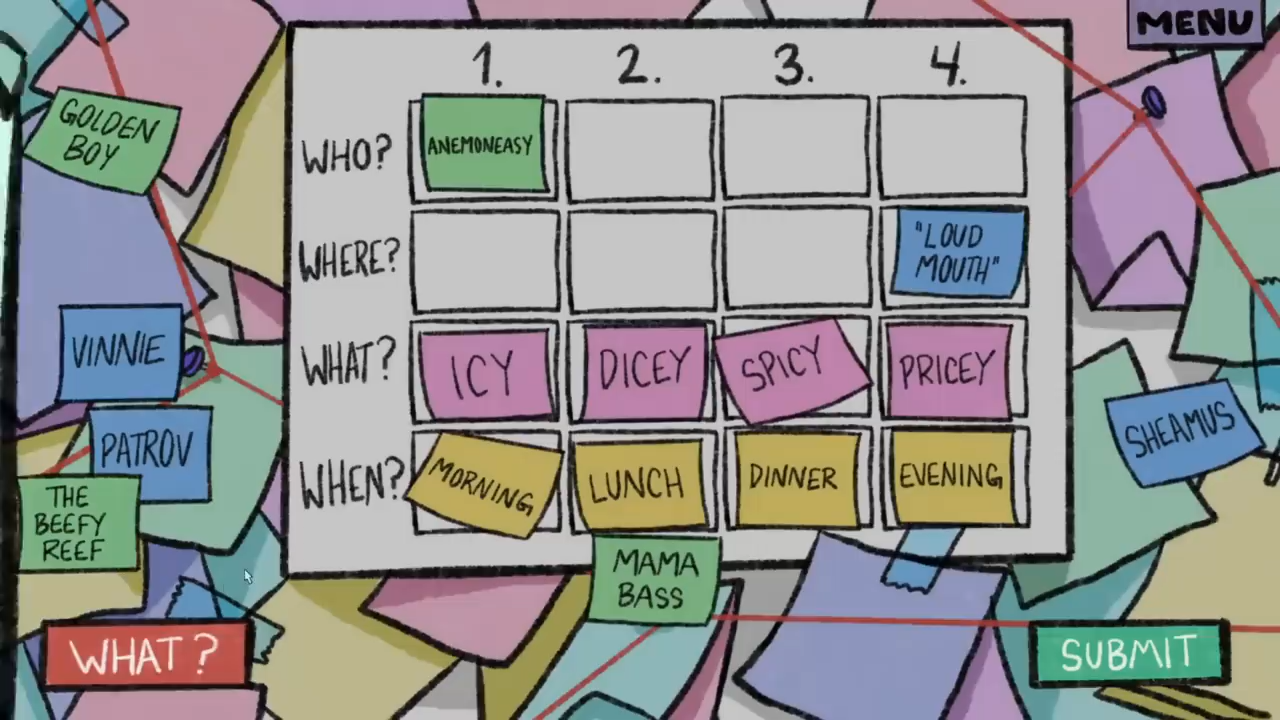 MENU
1. 2. 3. 4.
GOLDEN
BOY
WHO?
ANEMONEASY
WHERE?
"LOUD
MOUTH"
VINNIE
WHAT?
ICY
DICEY
SPICY
PRICEY
PATROV
SHEAMUS
WHEN?
MORNING
LUNCH
DINNER
EVENING
THE
BEEFY
REEF
MAMA
BASS
WHAT?
SUBMIT